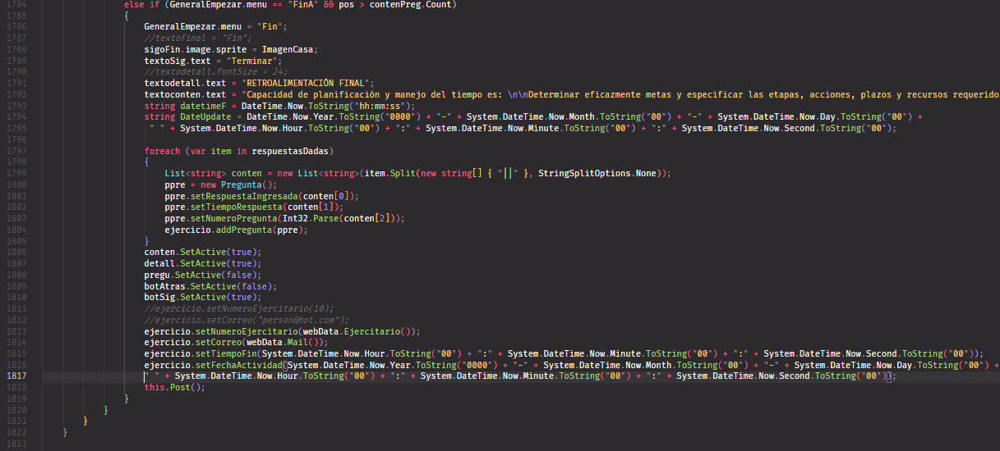 1784 else if (GeneralEmpezar.menu == "FinA" && pos > contenPreg.Count)
1785 {
1786 GeneralEmpezar.menu = "Fin";
1787 //textoFinal = "Fin";
1788 sigoFin.image.sprite = ImagenCasa;
1789 textoSig.text = "Terminar";
1790 //textodetall.fontSize = 24;
1791 textodetall.text = "RETROALIMENTACIÓN FINAL";
1792 textoconten.text = "Capacidad de planificación y manejo del tiempo es: \n\nDeterminar eficazmente metas y especificar las etapas, acciones, plazos y recursos requerido
1793 string datetimeF = DateTime.Now.ToString("hh:mm:ss");
1794 string DateUpdate = DateTime.Now.Year.ToString("0000") + "-" + System.DateTime.Now.Month.ToString("00") + "-" + System.DateTime.Now.Day.ToString("00") +
1795 " " + System.DateTime.Now.Hour.ToString("00") + ":" + System.DateTime.Now.Minute.ToString("00") + ":" + System.DateTime.Now.Second.ToString("00");
1796
1797 foreach (var item in respuestasDadas)
1798 {
1799 List<string> conten = new List<string>(item.Split(new string[] { "||" }, StringSplitOptions.None));
1800 ppre = new Pregunta();
1801 ppre.setRespuestaIngresada(conten[0]);
1802 ppre.setTiempoRespuesta(conten[1]);
1803 ppre.setNumeroPregunta(Int32.Parse(conten[2]));
1804 ejercicio.addPregunta(ppre);
1805 }
1806 conten.SetActive(true);
1807 detall.SetActive(true);
1808 pregu.SetActive(false);
1809 botAtras.SetActive(false);
1810 botSig.SetActive(true);
1811 //ejercicio.setNumeroEjercitario(10);
1812 //ejercicio.setCorreo("person@hot.com");
1813 ejercicio.setNumeroEjercitario(webData.Ejercitario());
1814 ejercicio.setCorreo(webData.Mail());
1815 ejercicio.setTiempoFin(System.DateTime.Now.Hour.ToString("00") + ":" + System.DateTime.Now.Minute.ToString("00") + ":" + System.DateTime.Now.Second.ToString("00"));
1816 ejercicio.setFechaActividad(System.DateTime.Now.Year.ToString("0000") + "-" + System.DateTime.Now.Month.ToString("00") + "-" + System.DateTime.Now.Day.ToString("00") +
1817 " " + System.DateTime.Now.Hour.ToString("00") + ":" + System.DateTime.Now.Minute.ToString("00") + ":" + System.DateTime.Now.Second.ToString("00"));
1818 this.Post();
1819 }
1820 }
1821 }
1822 }
1823